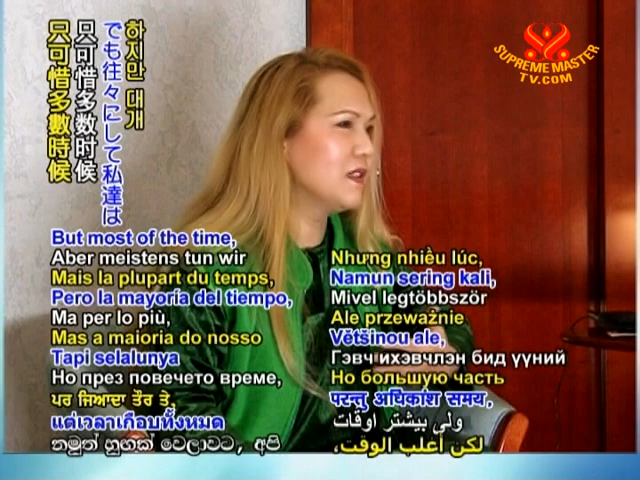 SUPREME MASTER
TV.COM
하지만 대개
でも往々にして私達は
只可惜多数时候
只可惜多數時候
But most of the time,
Aber meistens tun wir
Mais la plupart du temps,
Pero la mayoría del tiempo,
Ma per lo più,
Mas a maioria do nosso
Tapi selalunya
Но през повечето време,
ਪਰ ਜਿਆਦਾ ਤੌਰ ਤੇ,
แต่เวลาเกือบทั้งหมด
නමුත් හුඟක් වෙලාවට, අපි
Nhưng nhiều lúc,
Namun sering kali,
Mivel legtöbbször
Ale przeważnie
Většinou ale,
Гэвч ихэвчлэн бид үүний
Но большую часть
परन्तु अधिकांश समय,
ولی بیشتر اوقات
لكن أغلب الوقت،